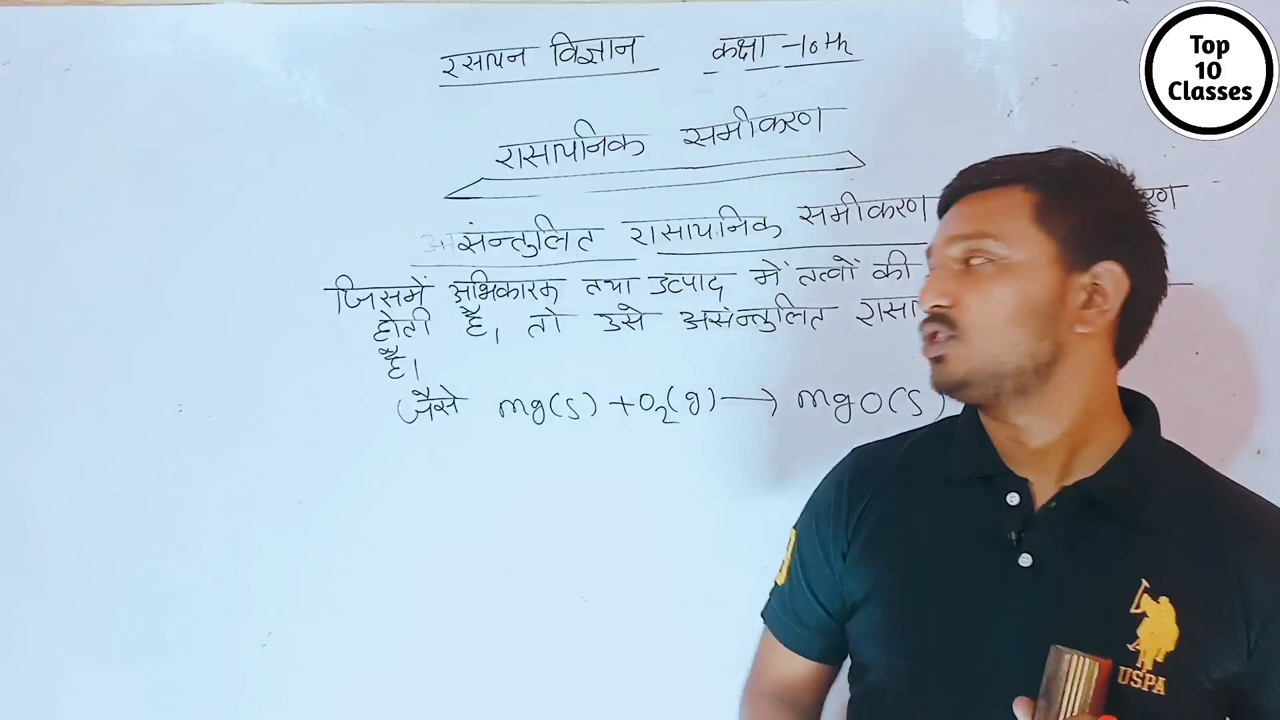 रसायन विज्ञान कक्षा -10th
Top
10
Classes
रासायनिक समीकरण
असंन्तुलित रासायनिक समीकरण
जिसमें अभिकारक तथा उत्पाद में तत्वों की
होती है, तो उसे असंन्तुलित रासा
है।
जैसे mg(s) + O2(g) → mgO(s)
USPA